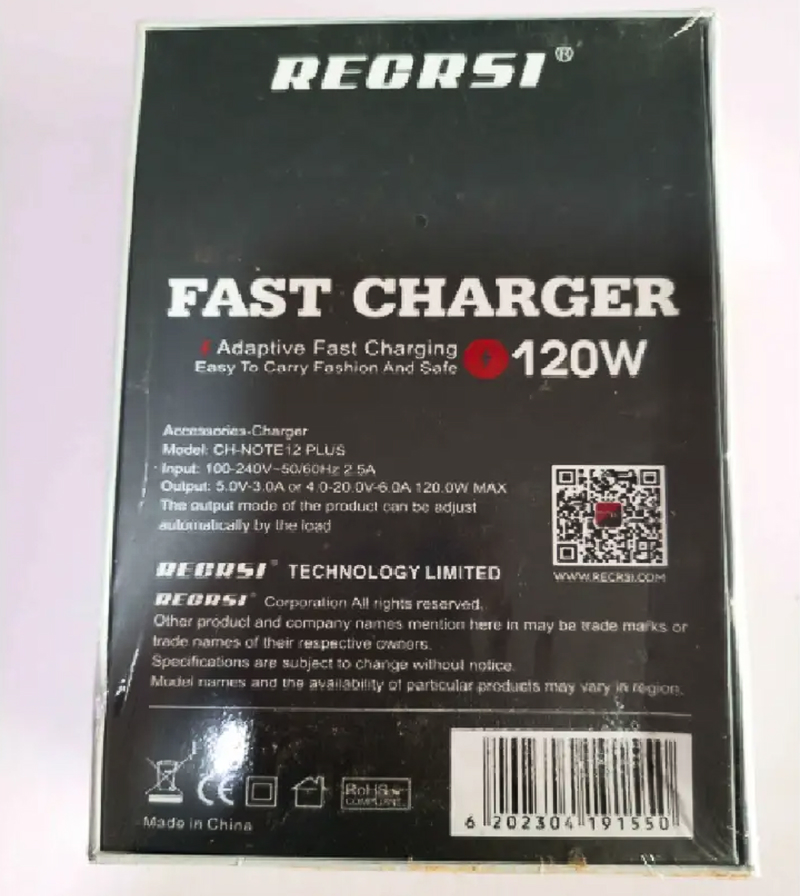 RECRSI®
FAST CHARGER
Adaptive Fast Charging
Easy To Carry Fashion And Safe
120W
Accessories-Charger
Model: CH-NOTE12 PLUS
Input: 100-240V~50/60Hz 2.5A
Output: 5.0V-3.0A or 4.0-20.0V-6.0A 120.0W MAX
The output mode of the product can be adjust
automatically by the load
WWW.RECRSI.COM
RECRSI® TECHNOLOGY LIMITED
RECRSI® Corporation All rights reserved.
Other product and company names mention here in may be trade marks or
trade names of their respective owners.
Specifications are subject to change without notice.
Model names and the availability of particular products may vary in region.
CE
RoHS
COMPLIANT
Made in China
6 202304 191550